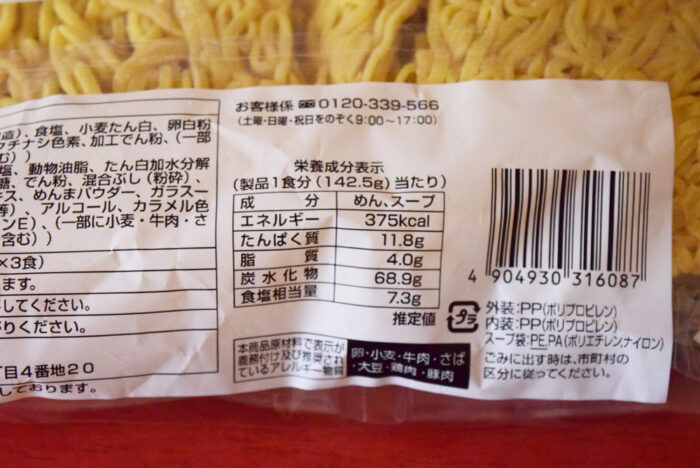 造)、食塩、小麦たん白、卵白粉
クチナシ色素、加工でん粉、(一部
む))
塩、動物油脂、たん白加水分解
糖、でん粉、混合ぶし(粉砕)、
キス、めんまパウダー、ガラスー
等)、アルコール、カラメル色
ンE)、(一部に小麦・牛肉・さ
含む))
×3食)
ます。
してください。
りください。
目4番地20
しております。
お客様係 0120-339-566
(土曜・日曜・祝日をのぞく9:00~17:00)
栄養成分表示
(製品1食分(142.5g)当たり)
成 分 めん、スープ
エネルギー 375kcal
たんぱく質 11.8g
脂 質 4.0g
炭水化物 68.9g
食塩相当量 7.3g
推定値
本商品原材料で表示が
義務付け及び推奨され
ているアレルギー物質
卵・小麦・牛肉・さば
・大豆・鶏肉・豚肉
4 904930 316087
プラ
外装:PP(ポリプロピレン)
内装:PP(ポリプロピレン)
スープ袋:PE,PA(ポリエチレン,ナイロン)
ごみに出す時は、市町村の
区分に従ってください。